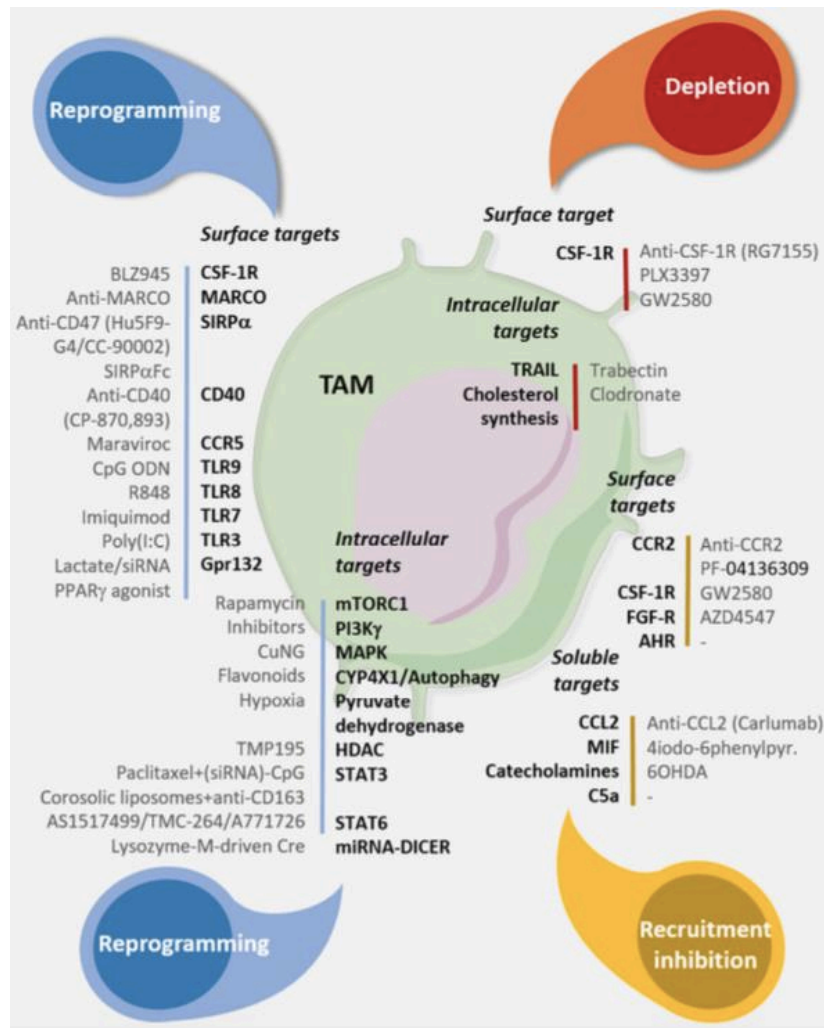 Reprogramming
Depletion
Surface targets
BLZ945 CSF-1R
Anti-MARCO MARCO
Anti-CD47 (Hu5F9- SIRPα
G4/CC-90002)
SIRPαFc
Anti-CD40 CD40
(CP-870,893)
Maraviroc CCR5
CpG ODN TLR9
R848 TLR8
Imiquimod TLR7
Poly(I:C) TLR3
Lactate/siRNA Gpr132
PPARγ agonist
TAM
Surface target
CSF-1R Anti-CSF-1R (RG7155)
PLX3397
GW2580
Intracellular
targets
TRAIL Trabectin
Cholesterol Clodronate
synthesis
Intracellular
targets
Rapamycin mTORC1
Inhibitors PI3Kγ
CuNG MAPK
Flavonoids CYP4X1/Autophagy
Hypoxia Pyruvate
dehydrogenase
TMP195 HDAC
Paclitaxel+(siRNA)-CpG STAT3
Corosolic liposomes+anti-CD163
AS1517499/TMC-264/A771726 STAT6
Lysozyme-M-driven Cre miRNA-DICER
Surface
targets
CCR2 Anti-CCR2
PF-04136309
CSF-1R GW2580
FGF-R AZD4547
AHR -
Soluble
targets
CCL2 Anti-CCL2 (Carlumab)
MIF 4iodo-6phenylpyr.
Catecholamines 6OHDA
C5a -
Reprogramming
Recruitment
inhibition